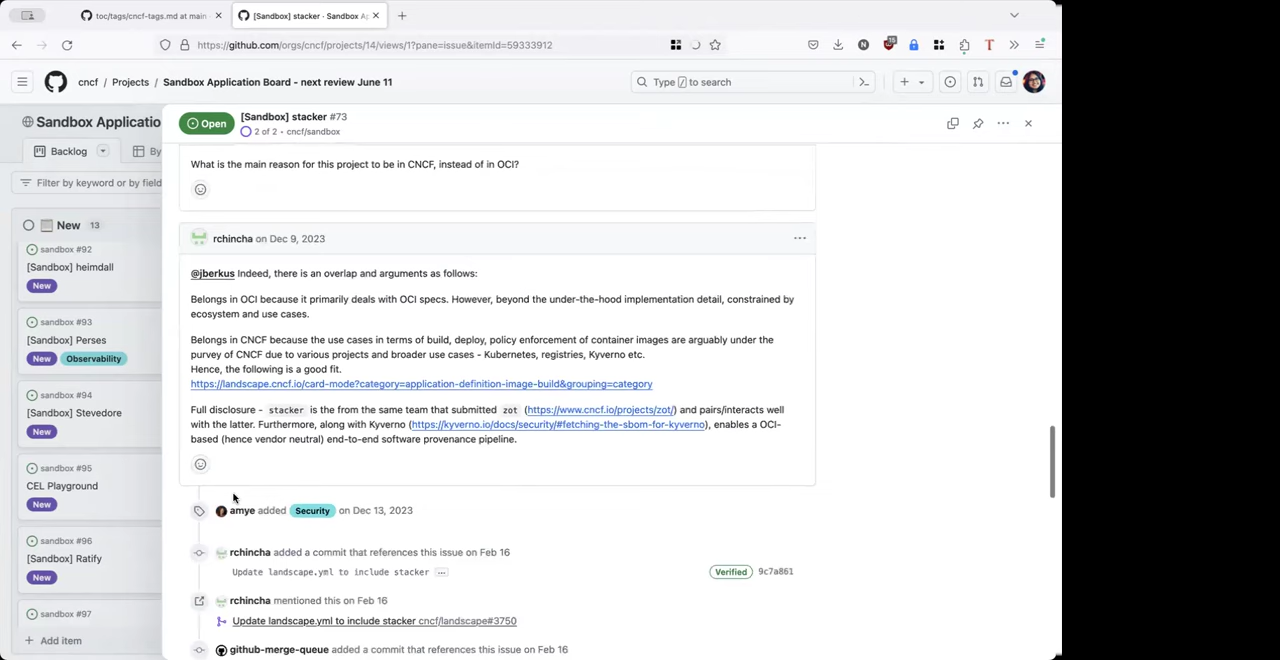 toc/tags/cncf-tags.md at main
[Sandbox] stacker · Sandbox Ap
https://github.com/orgs/cncf/projects/14/views/1?pane=issue&itemId=59333912
N
15
T
cncf / Projects / Sandbox Application Board - next review June 11
Type / to search
Sandbox Applicatio
Backlog
By
Filter by keyword or by field
New 13
sandbox #92
[Sandbox] heimdall
New
sandbox #93
[Sandbox] Perses
New Observability
sandbox #94
[Sandbox] Stevedore
New
sandbox #95
CEL Playground
New
sandbox #96
[Sandbox] Ratify
New
sandbox #97
+ Add item
Open
[Sandbox] stacker #73
2 of 2 • cncf/sandbox
What is the main reason for this project to be in CNCF, instead of in OCI?
rchincha on Dec 9, 2023
@jberkus Indeed, there is an overlap and arguments as follows:
Belongs in OCI because it primarily deals with OCI specs. However, beyond the under-the-hood implementation detail, constrained by
ecosystem and use cases.
Belongs in CNCF because the use cases in terms of build, deploy, policy enforcement of container images are arguably under the
purvey of CNCF due to various projects and broader use cases - Kubernetes, registries, Kyverno etc.
Hence, the following is a good fit.
https://landscape.cncf.io/card-mode?category=application-definition-image-build&grouping=category
Full disclosure - stacker is the from the same team that submitted zot (https://www.cncf.io/projects/zot/) and pairs/interacts well
with the latter. Furthermore, along with Kyverno (https://kyverno.io/docs/security/#fetching-the-sbom-for-kyverno), enables a OCI-
based (hence vendor neutral) end-to-end software provenance pipeline.
amye added Security on Dec 13, 2023
rchincha added a commit that references this issue on Feb 16
Update landscape.yml to include stacker ... Verified 9c7a861
rchincha mentioned this on Feb 16
Update landscape.yml to include stacker cncf/landscape#3750
github-merge-queue added a commit that references this issue on Feb 16